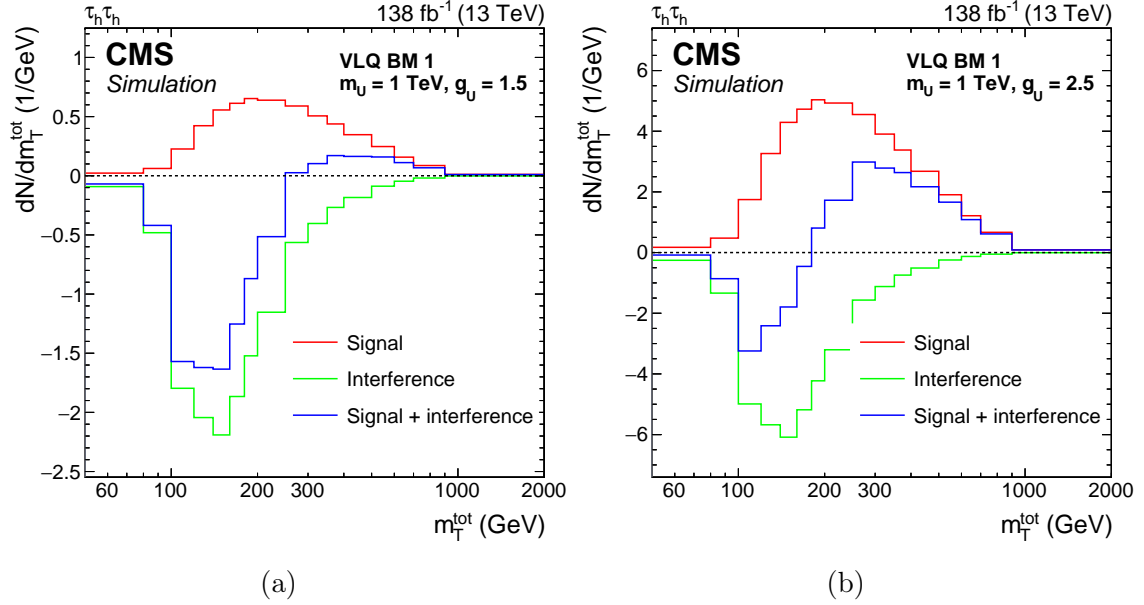 τhτh
138 fb⁻¹ (13 TeV)
CMS
Simulation
VLQ BM 1
mU = 1 TeV, gU = 1.5
dN/dmTtot (1/GeV)
1
0.5
0
−0.5
−1
−1.5
−2
−2.5
Signal
Interference
Signal + interference
60 100 200 300 1000 2000
mTtot (GeV)
(a)
τhτh
138 fb⁻¹ (13 TeV)
CMS
Simulation
VLQ BM 1
mU = 1 TeV, gU = 2.5
dN/dmTtot (1/GeV)
6
4
2
0
−2
−4
−6
Signal
Interference
Signal + interference
60 100 200 300 1000 2000
mTtot (GeV)
(b)